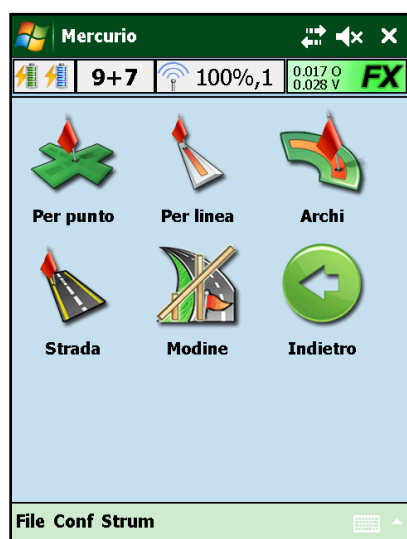 Mercurio
9+7 100%,1 0.017 O FX
0.028 V
Per punto Per linea Archi
Strada Modine Indietro
File Conf Strum